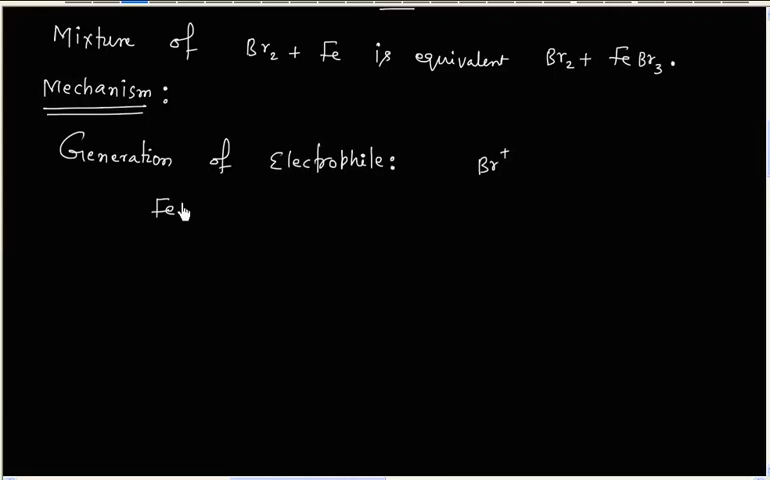 Mixture of Br2 + Fe is equivalent Br2 + FeBr3.
Mechanism:
Generation of Electrophile: Br+
Fe